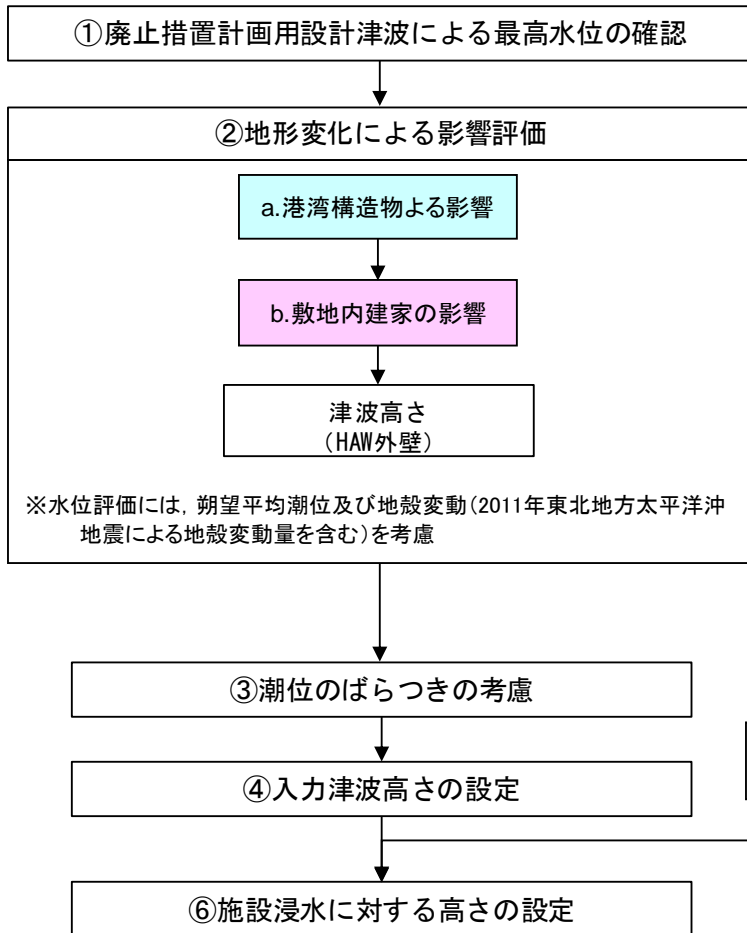 ①廃止措置計画用設計津波による最高水位の確認
②地形変化による影響評価
a.港湾構造物よる影響
b.敷地内建家の影響
津波高さ
（HAW外壁）
※水位評価には，朔望平均潮位及び地殻変動（2011年東北地方太平洋沖
地震による地殻変動量を含む）を考慮
③潮位のばらつきの考慮
④入力津波高さの設定
⑥施設浸水に対する高さの設定